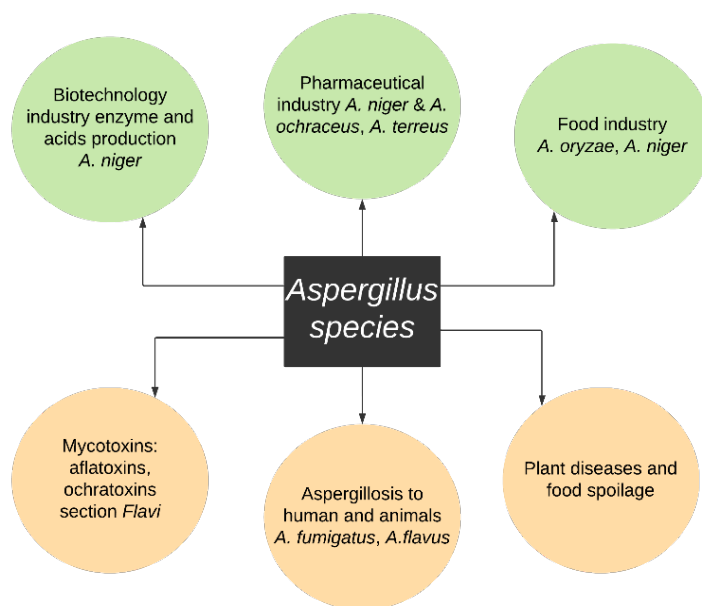 Biotechnology
industry enzyme and
acids production
A. niger
Pharmaceutical
industry A. niger & A.
ochraceus, A. terreus
Food industry
A. oryzae, A. niger
Aspergillus
species
Mycotoxins:
aflatoxins,
ochratoxins
section Flavi
Aspergillosis to
human and animals
A. fumigatus, A.flavus
Plant diseases and
food spoilage